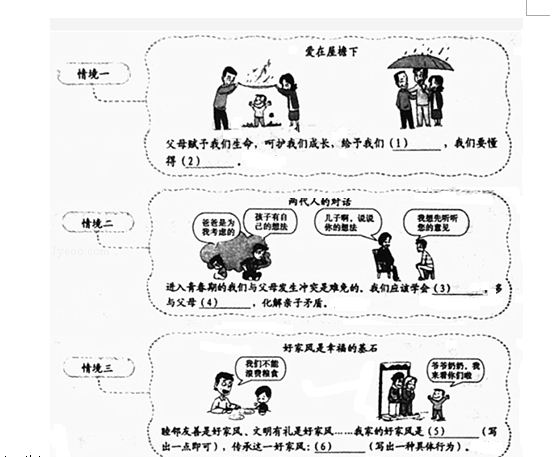 爱在屋檐下
情境一
父母赋予我们生命，呵护我们成长，给予我们（1）________，我们要懂
得（2）________。
两代人的对话
情境二
爸爸是为
我考虑的
孩子有自
己的想法
儿子啊，说说
你的想法
我想先听听
您的意见
进入青春期的我们与父母发生冲突是难免的。我们应该学会（3）________，多
与父母（4）________，化解亲子矛盾。
好家风是幸福的基石
情境三
我们不能
浪费粮食
爷爷奶奶，我
来看你们啦
睦邻友善是好家风、文明有礼是好家风……我家的好家风是（5）________（写
出一点即可），传承这一好家风：（6）________（写出一种具体行为）。